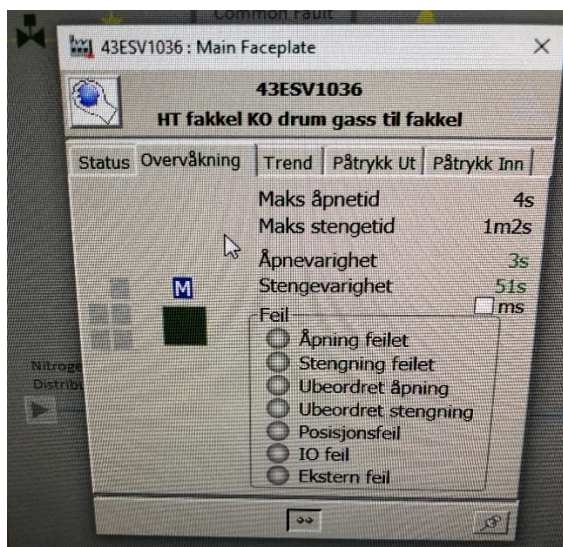 Common Fault
43ESV1036 : Main Faceplate
43ESV1036
HT fakkel KO drum gass til fakkel
Status Overvåkning Trend Påtrykk Ut Påtrykk Inn
Maks åpnetid 4s
Maks stengetid 1m2s
Åpnevarighet 3s
Stengevarighet 51s
ms
M
Feil
Åpning feilet
Stengning feilet
Ubeordret åpning
Ubeordret stengning
Posisjonsfeil
IO feil
Ekstern feil
Nitroge
Distribu